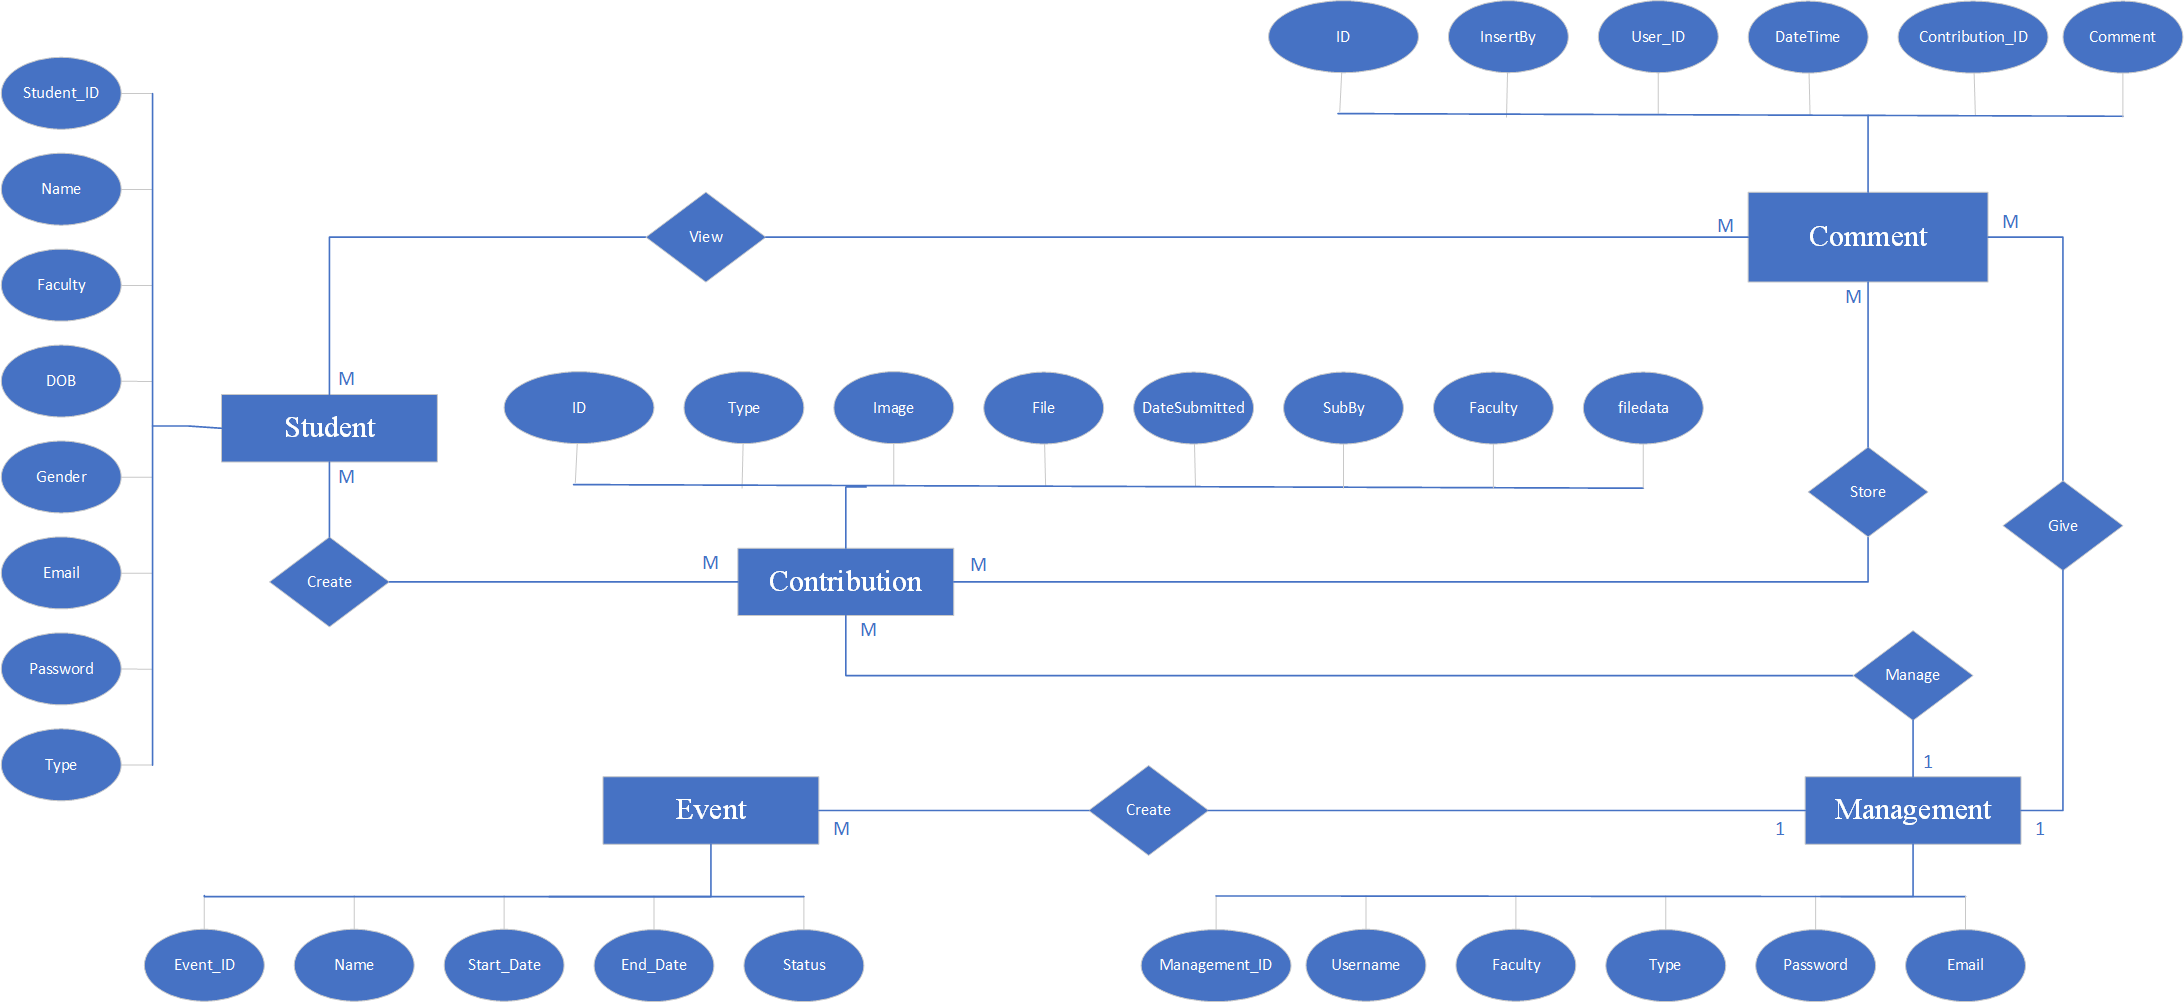 ID
InsertBy
User_ID
DateTime
Contribution_ID
Comment
Student_ID
Name
Faculty
DOB
Gender
Email
Password
Type
View
M
Comment
M
M
M
Student
M
ID
Type
Image
File
DateSubmitted
SubBy
Faculty
filedata
Store
Give
Create
M
Contribution
M
M
Manage
1
Event
M
Create
1
Management
1
Event_ID
Name
Start_Date
End_Date
Status
Management_ID
Username
Faculty
Type
Password
Email